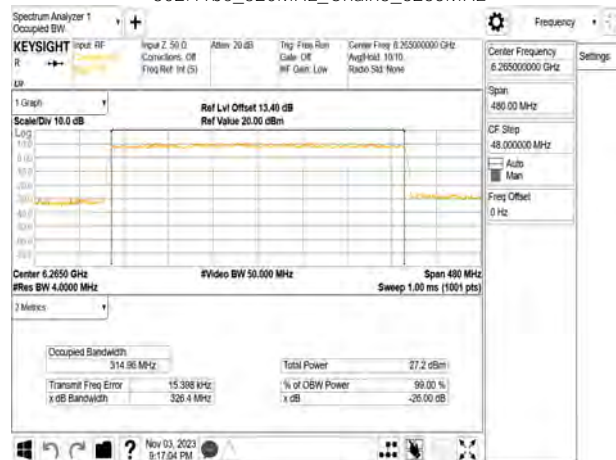 Spectrum Analyzer 1
Occupied BW
Frequency
KEYSIGHT Input: RF
R
Input Z: 50 Ω
Corrections: Off
Freq Ref: Int (S)
Atten: 20 dB
Trig: Free Run
Gate: Off
#IF Gain: Low
Center Freq: 6.265000000 GHz
Avg|Hold: 10/10
Radio Std: None
Center Frequency
6.265000000 GHz
Settings
Span
480.00 MHz
CF Step
48.000000 MHz
Auto
Man
Freq Offset
0 Hz
1 Graph
Scale/Div 10.0 dB
Ref Lvl Offset 13.40 dB
Ref Value 20.00 dBm
Log
Center 6.2650 GHz
#Res BW 4.0000 MHz
#Video BW 50.000 MHz
Span 480 MHz
Sweep 1.00 ms (1001 pts)
2 Metrics
Occupied Bandwidth
314.96 MHz
Total Power 27.2 dBm
Transmit Freq Error 15.398 kHz
% of OBW Power 99.00 %
x dB Bandwidth 326.4 MHz
x dB -26.00 dB
Nov 03, 2023
9:17:04 PM